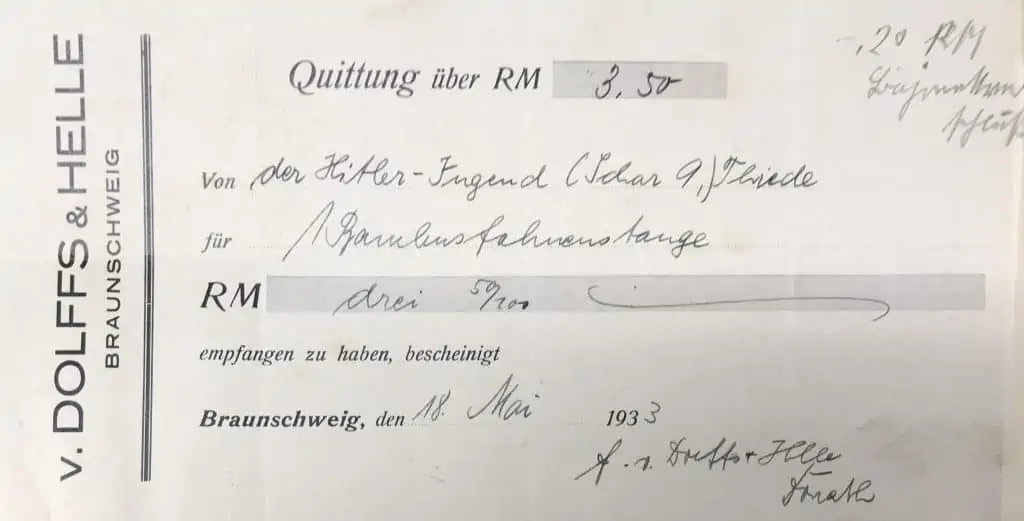 v. DOLFFS & HELLE
BRAUNSCHWEIG
Quittung über RM 3.50
-,20 RM
Von der Hitler-Jugend (Schar 9,) Thiede
für 1 Bambusfahnenstange
RM drei 50/100
empfangen zu haben, bescheinigt
Braunschweig, den 18. Mai 1933
f. v. Dolffs + Helle